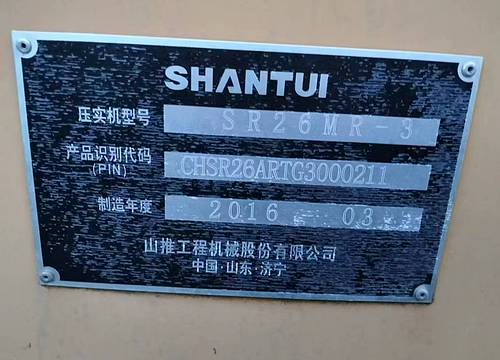 SHANTUI
压实机型号 SR26MR-3
产品识别代码 CHSR26ARTG3000211
(PIN)
制造年度 2016 03
山推工程机械股份有限公司
中国·山东·济宁